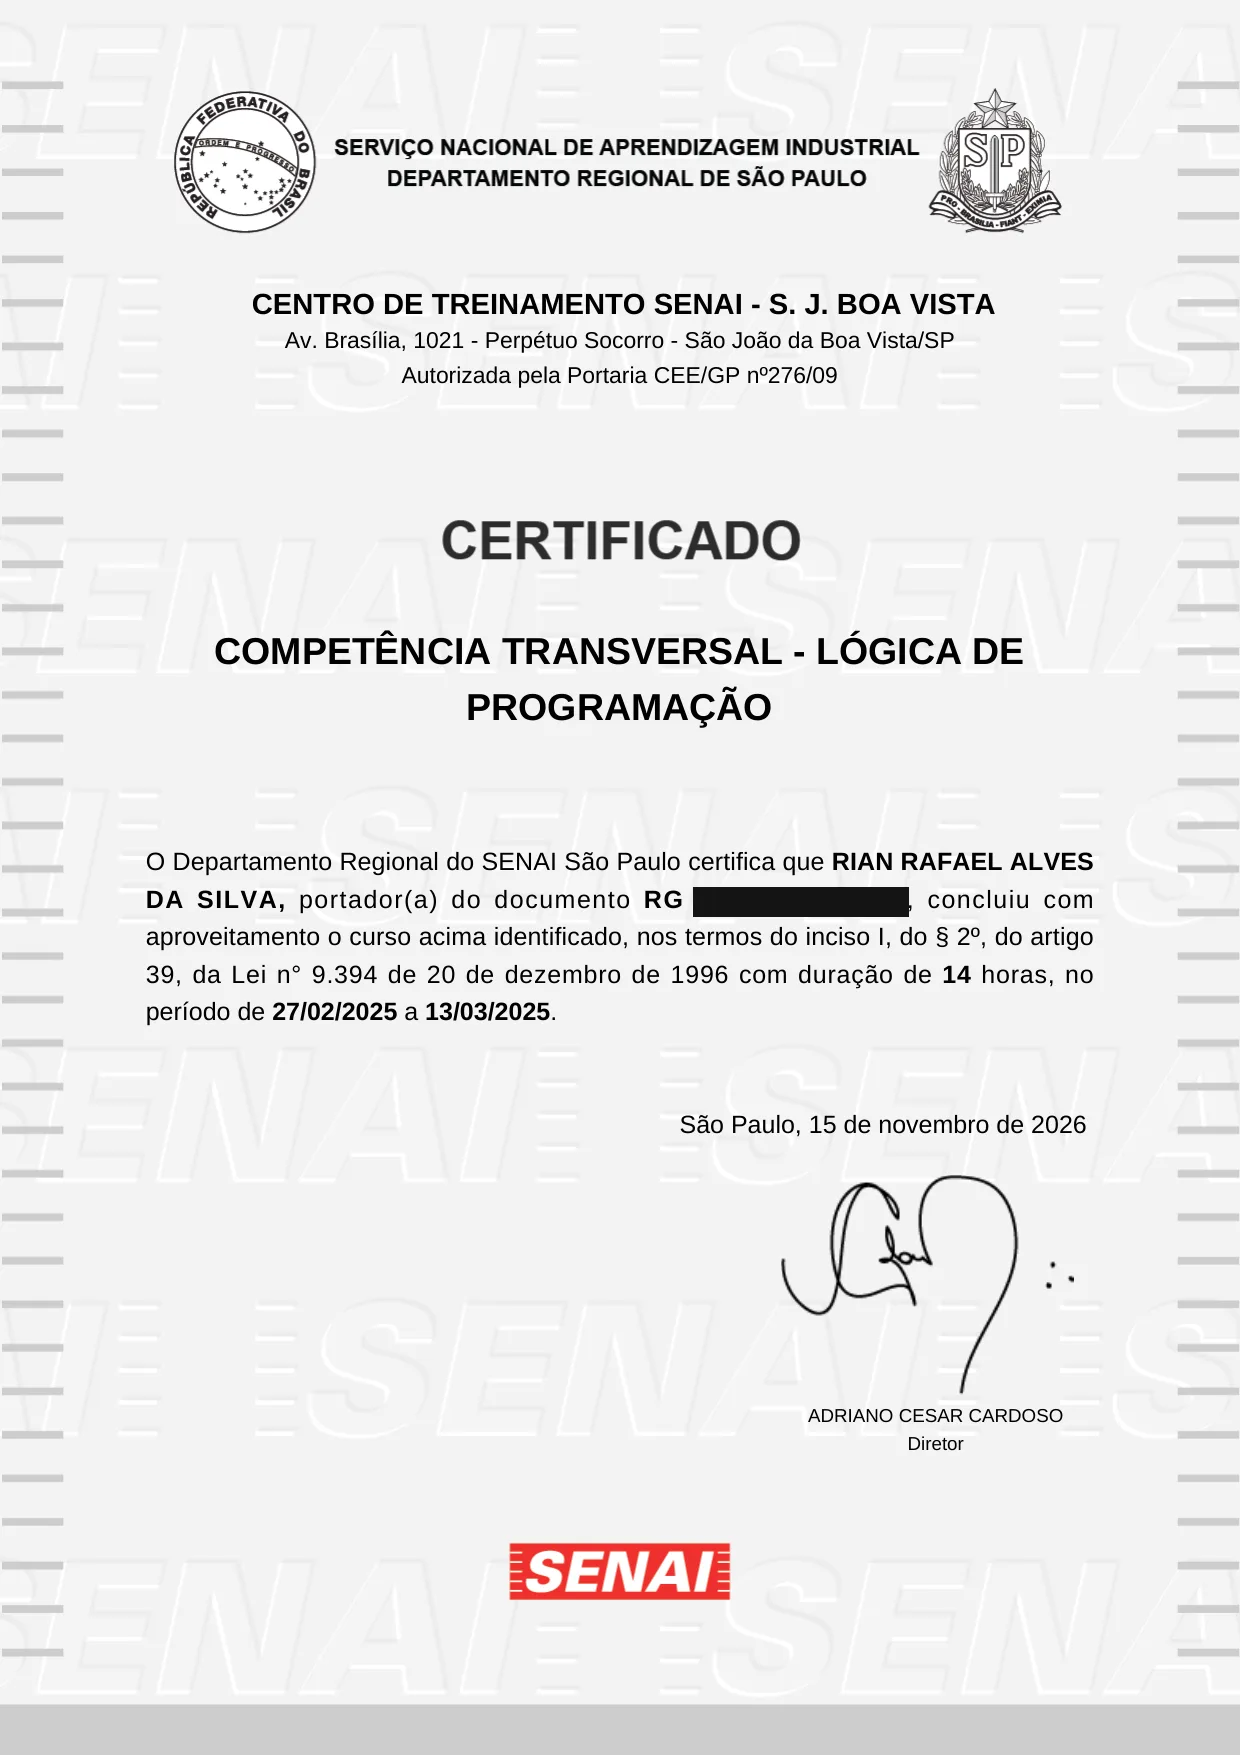 REPÚBLICA FEDERATIVA DO BRASIL
ORDEM E PROGRESSO
SERVIÇO NACIONAL DE APRENDIZAGEM INDUSTRIAL
DEPARTAMENTO REGIONAL DE SÃO PAULO
SP
PRO - BRASILIA - FIANT - EXIMIA
CENTRO DE TREINAMENTO SENAI - S. J. BOA VISTA
Av. Brasília, 1021 - Perpétuo Socorro - São João da Boa Vista/SP
Autorizada pela Portaria CEE/GP nº276/09
CERTIFICADO
COMPETÊNCIA TRANSVERSAL - LÓGICA DE
PROGRAMAÇÃO
O Departamento Regional do SENAI São Paulo certifica que RIAN RAFAEL ALVES
DA SILVA, portador(a) do documento RG , concluiu com
aproveitamento o curso acima identificado, nos termos do inciso I, do § 2º, do artigo
39, da Lei n° 9.394 de 20 de dezembro de 1996 com duração de 14 horas, no
período de 27/02/2025 a 13/03/2025.
São Paulo, 15 de novembro de 2026
ADRIANO CESAR CARDOSO
Diretor
SENAI